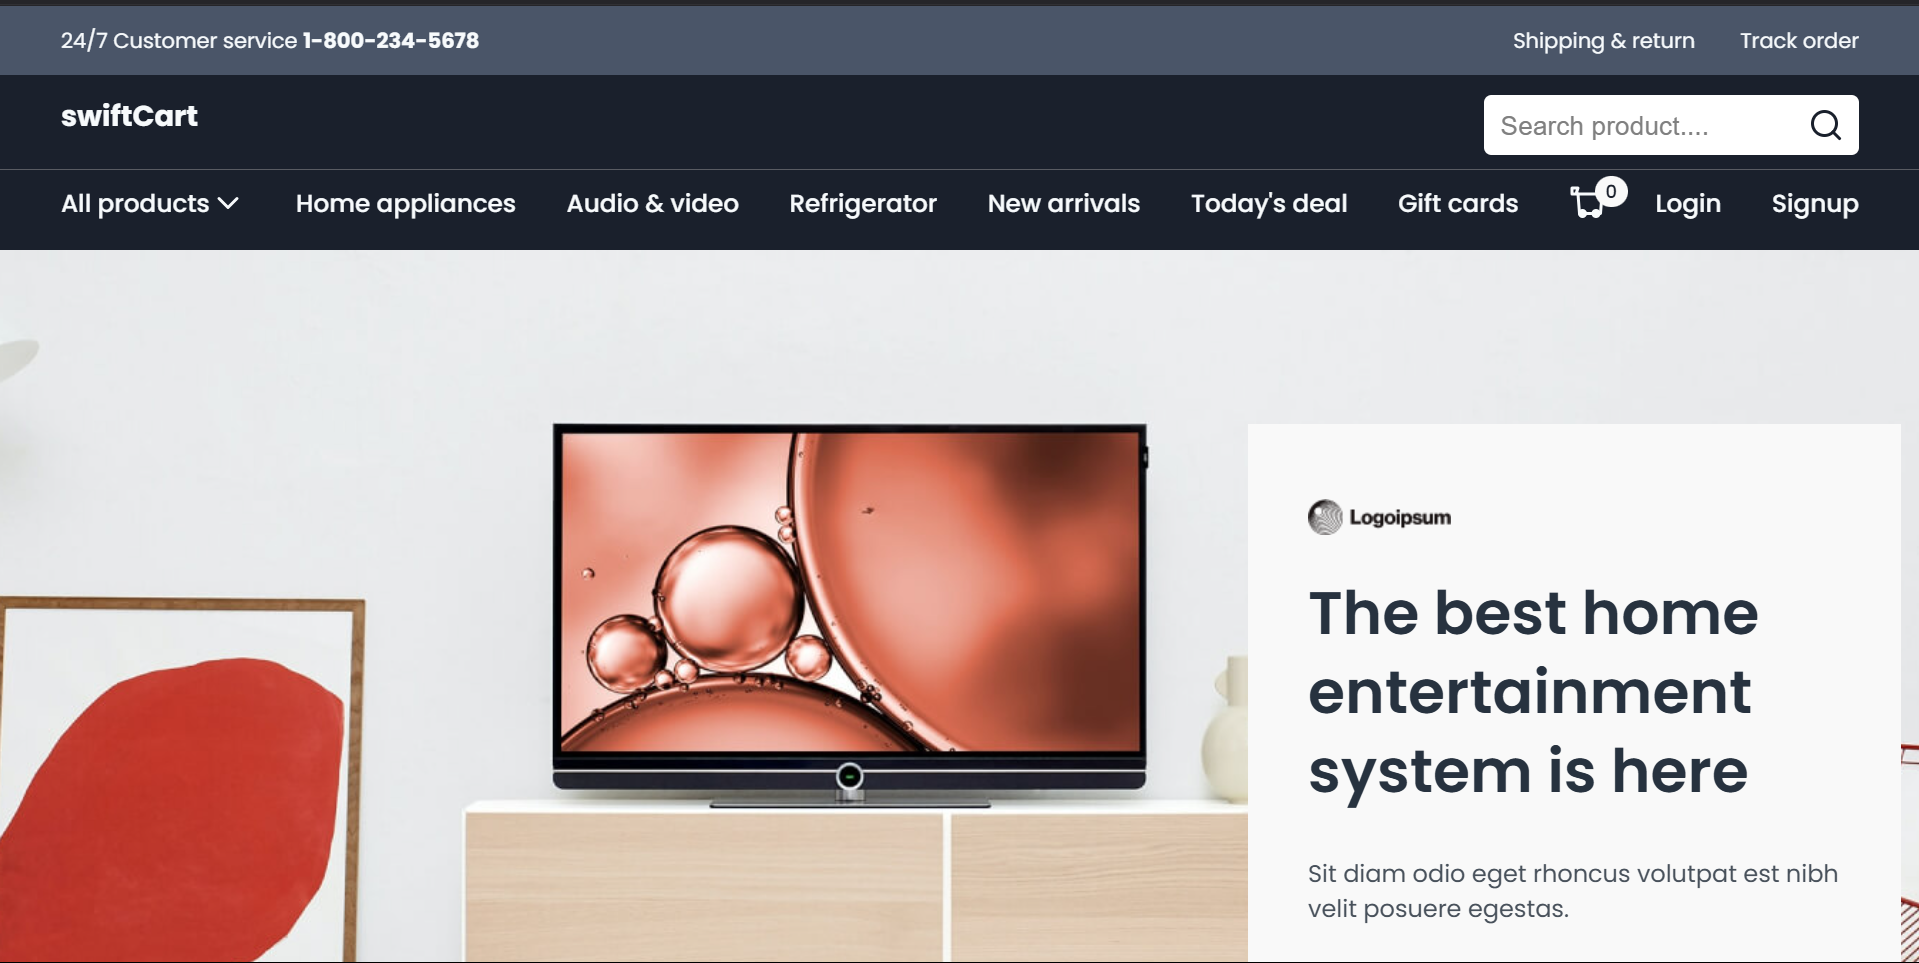 24/7 Customer service 1-800-234-5678
Shipping & return
Track order
swiftCart
Search product....
All products
Home appliances
Audio & video
Refrigerator
New arrivals
Today's deal
Gift cards
0
Login
Signup
Logoipsum
The best home
entertainment
system is here
Sit diam odio eget rhoncus volutpat est nibh
velit posuere egestas.